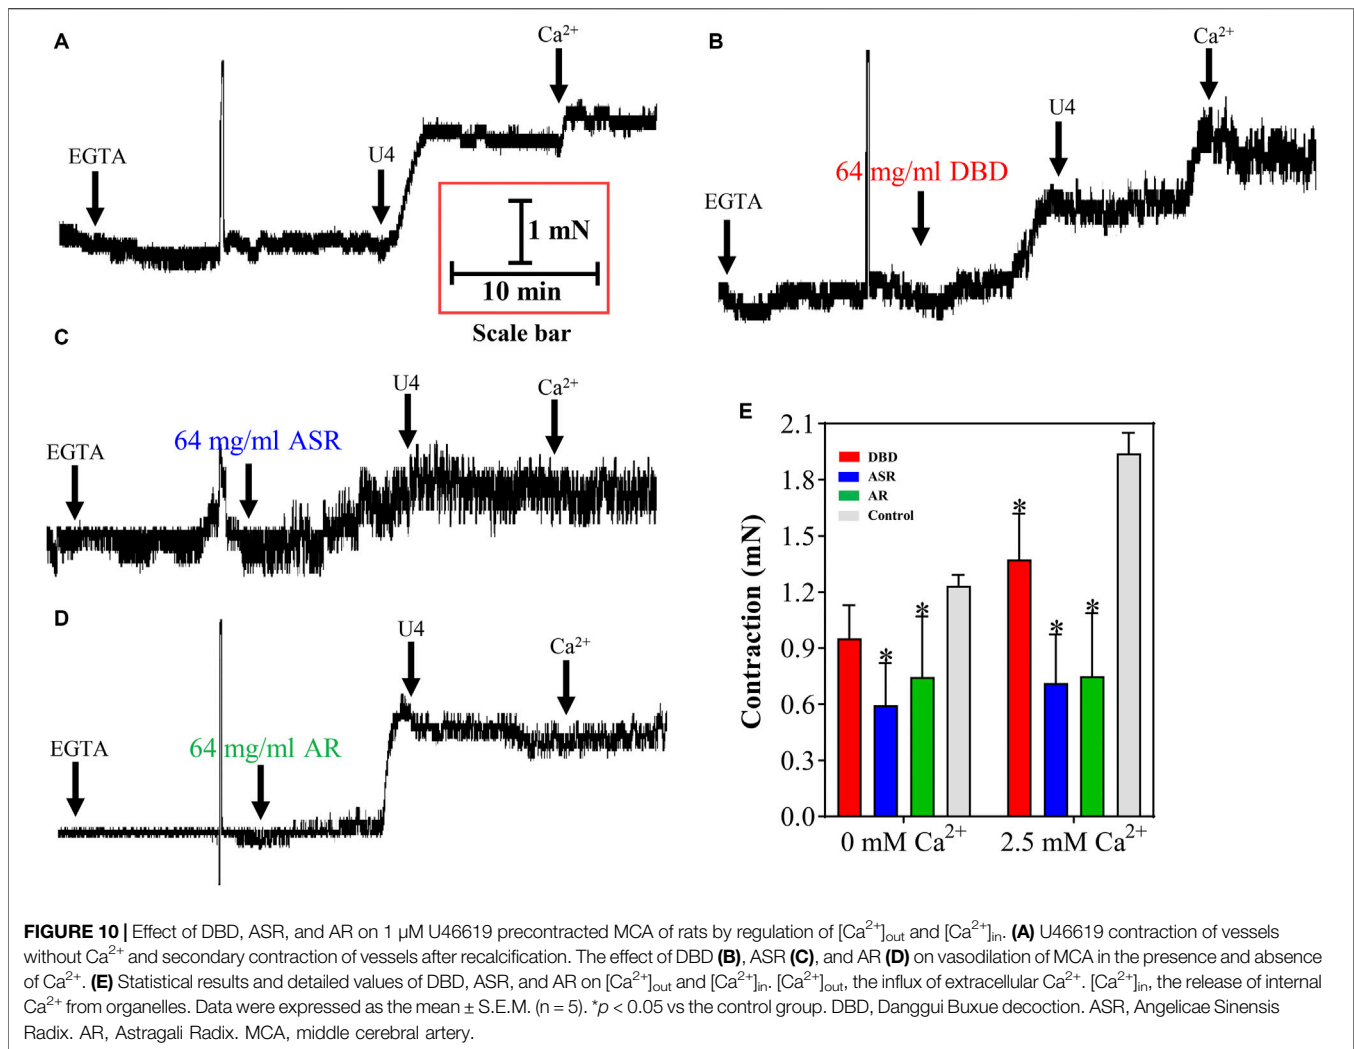 A
EGTA
U4
Ca²⁺
1 mN
10 min
Scale bar
B
EGTA
64 mg/ml DBD
U4
Ca²⁺
C
EGTA
64 mg/ml ASR
U4
Ca²⁺
D
EGTA
64 mg/ml AR
U4
Ca²⁺
E
Contraction (mN)
2.1
1.8
1.5
1.2
0.9
0.6
0.3
0.0
DBD
ASR
AR
Control
*
*
*
*
*
0 mM Ca²⁺
2.5 mM Ca²⁺
FIGURE 10 | Effect of DBD, ASR, and AR on 1 μM U46619 precontracted MCA of rats by regulation of [Ca²⁺]out and [Ca²⁺]in. (A) U46619 contraction of vessels
without Ca²⁺ and secondary contraction of vessels after recalcification. The effect of DBD (B), ASR (C), and AR (D) on vasodilation of MCA in the presence and absence
of Ca²⁺. (E) Statistical results and detailed values of DBD, ASR, and AR on [Ca²⁺]out and [Ca²⁺]in. [Ca²⁺]out, the influx of extracellular Ca²⁺. [Ca²⁺]in, the release of internal
Ca²⁺ from organelles. Data were expressed as the mean ± S.E.M. (n = 5). *p < 0.05 vs the control group. DBD, Danggui Buxue decoction. ASR, Angelicae Sinensis
Radix. AR, Astragali Radix. MCA, middle cerebral artery.